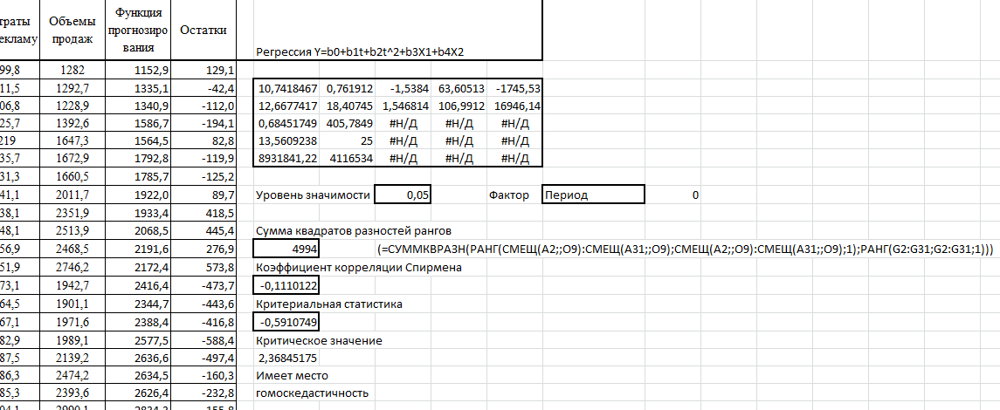 траты рекламу Объемы продаж Функция прогнозиро вания Остатки
Регрессия Y=b0+b1t+b2t^2+b3X1+b4X2
99,8 1282 1152,9 129,1
11,5 1292,7 1335,1 -42,4 10,7418467 0,761912 -1,5384 63,60513 -1745,53
06,8 1228,9 1340,9 -112,0 12,6677417 18,40745 1,546814 106,9912 16946,14
25,7 1392,6 1586,7 -194,1 0,68451749 405,7849 #Н/Д #Н/Д #Н/Д
219 1647,3 1564,5 82,8 13,5609238 25 #Н/Д #Н/Д #Н/Д
35,7 1672,9 1792,8 -119,9 8931841,22 4116534 #Н/Д #Н/Д #Н/Д
31,3 1660,5 1785,7 -125,2
41,1 2011,7 1922,0 89,7 Уровень значимости 0,05 Фактор Период 0
38,1 2351,9 1933,4 418,5
48,1 2513,9 2068,5 445,4 Сумма квадратов разностей рангов
56,9 2468,5 2191,6 276,9 4994 (=СУММКВРАЗН(РАНГ(СМЕЩ(A2;;O9):СМЕЩ(A31;;O9);СМЕЩ(A2;;O9):СМЕЩ(A31;;O9);1);РАНГ(G2:G31;G2:G31;1)))
51,9 2746,2 2172,4 573,8 Коэффициент корреляции Спирмена
73,1 1942,7 2416,4 -473,7 -0,1110122
64,5 1901,1 2344,7 -443,6 Критериальная статистика
67,1 1971,6 2388,4 -416,8 -0,5910749
82,9 1989,1 2577,5 -588,4 Критическое значение
87,5 2139,2 2636,6 -497,4 2,36845175
86,3 2474,2 2634,5 -160,3 Имеет место
85,3 2393,6 2626,4 -232,8 гомоскедастичность